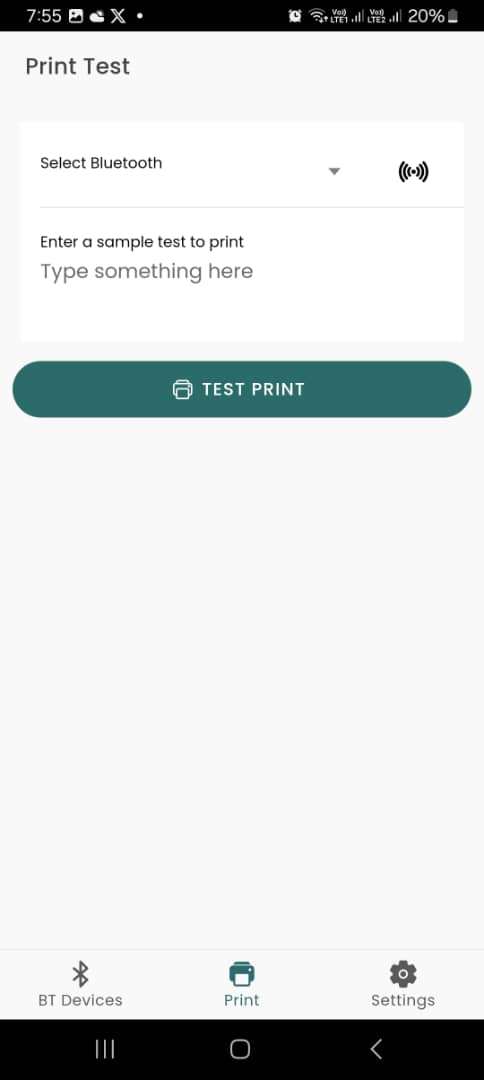 7:55 20%
Vo)) LTE1 Vo)) LTE2
Print Test
Select Bluetooth
Enter a sample test to print
Type something here
TEST PRINT
BT Devices Print Settings